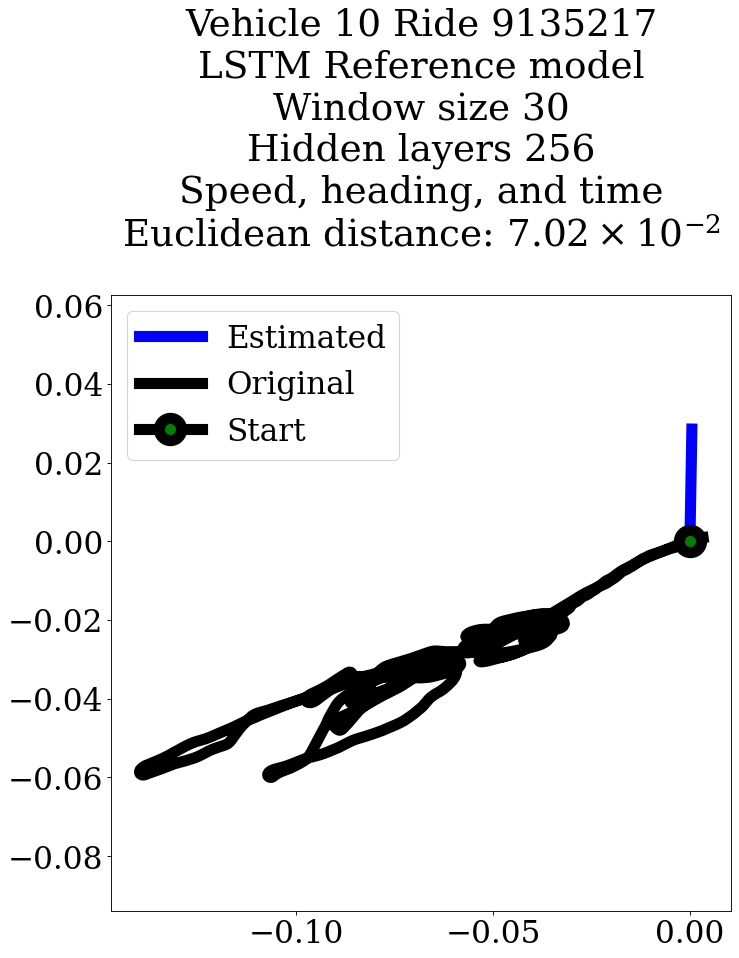 Vehicle 10 Ride 9135217
LSTM Reference model
Window size 30
Hidden layers 256
Speed, heading, and time
Euclidean distance: 7.02 × 10⁻²
Estimated
Original
Start
0.06
0.04
0.02
0.00
−0.02
−0.04
−0.06
−0.08
−0.10
−0.05
0.00